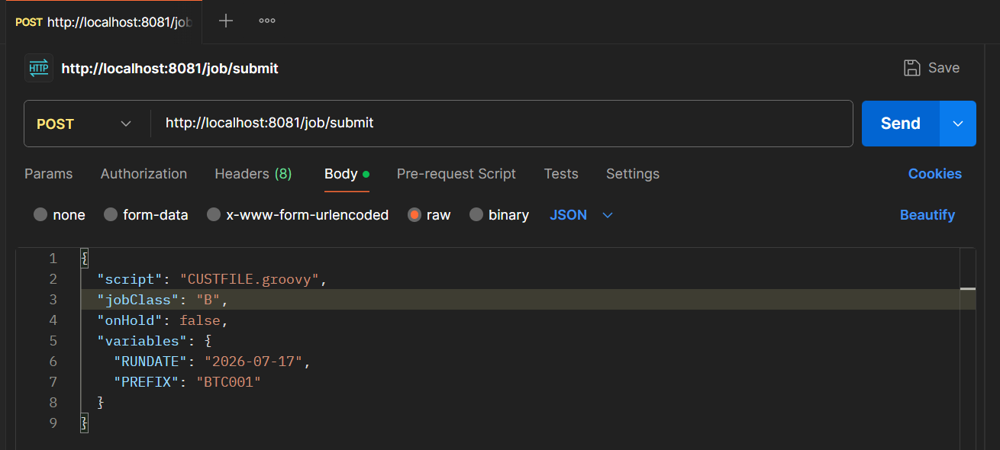 POST http://localhost:8081/job
HTTP http://localhost:8081/job/submit Save
POST http://localhost:8081/job/submit Send
Params Authorization Headers (8) Body Pre-request Script Tests Settings Cookies
none form-data x-www-form-urlencoded raw binary JSON Beautify
1 {
2 "script": "CUSTFILE.groovy",
3 "jobClass": "B",
4 "onHold": false,
5 "variables": {
6 "RUNDATE": "2026-07-17",
7 "PREFIX": "BTC001"
8 }
9 }